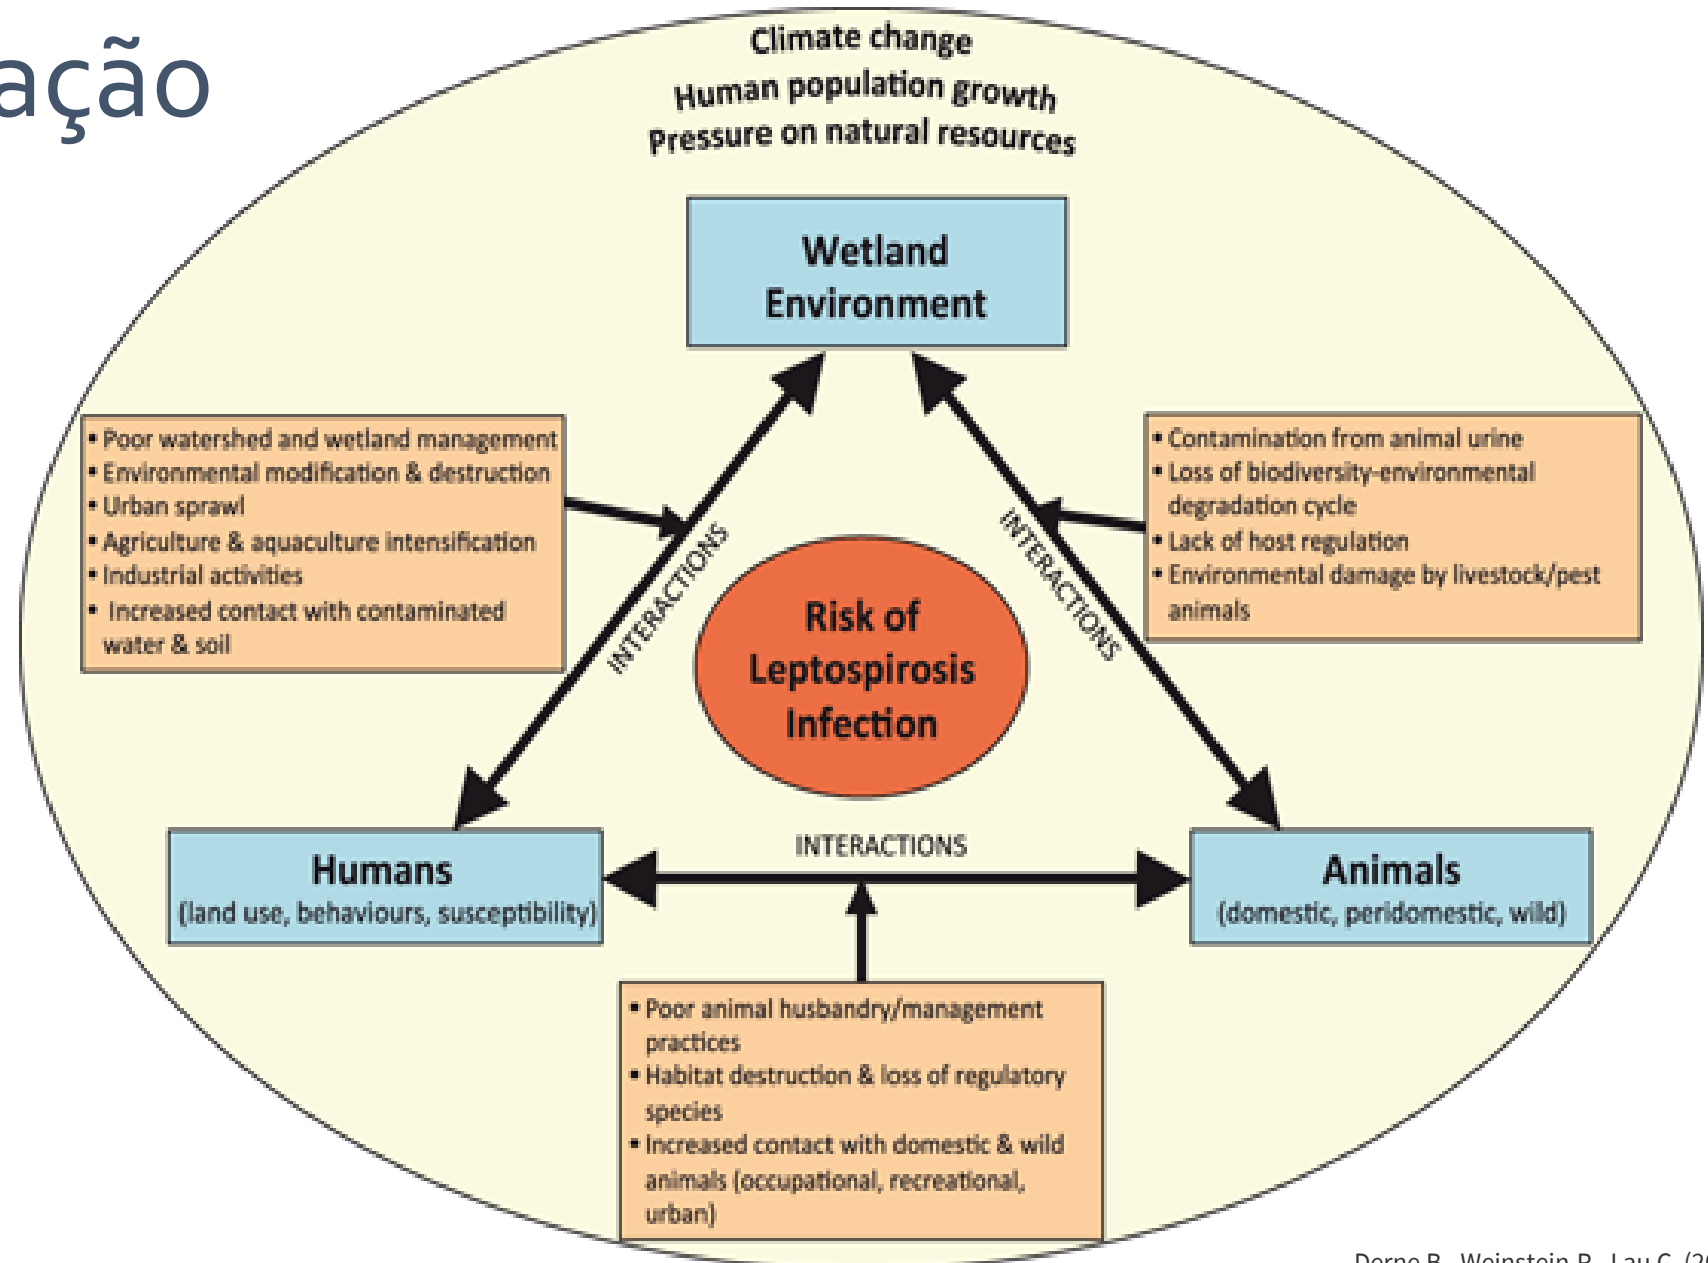 ação
Climate change
Human population growth
Pressure on natural resources
Wetland
Environment
• Poor watershed and wetland management
• Environmental modification & destruction
• Urban sprawl
• Agriculture & aquaculture intensification
• Industrial activities
• Increased contact with contaminated
water & soil
INTERACTIONS
• Contamination from animal urine
• Loss of biodiversity-environmental
degradation cycle
• Lack of host regulation
• Environmental damage by livestock/pest
animals
INTERACTIONS
Risk of
Leptospirosis
Infection
Humans
(land use, behaviours, susceptibility)
INTERACTIONS
Animals
(domestic, peridomestic, wild)
• Poor animal husbandry/management
practices
• Habitat destruction & loss of regulatory
species
• Increased contact with domestic & wild
animals (occupational, recreational,
urban)